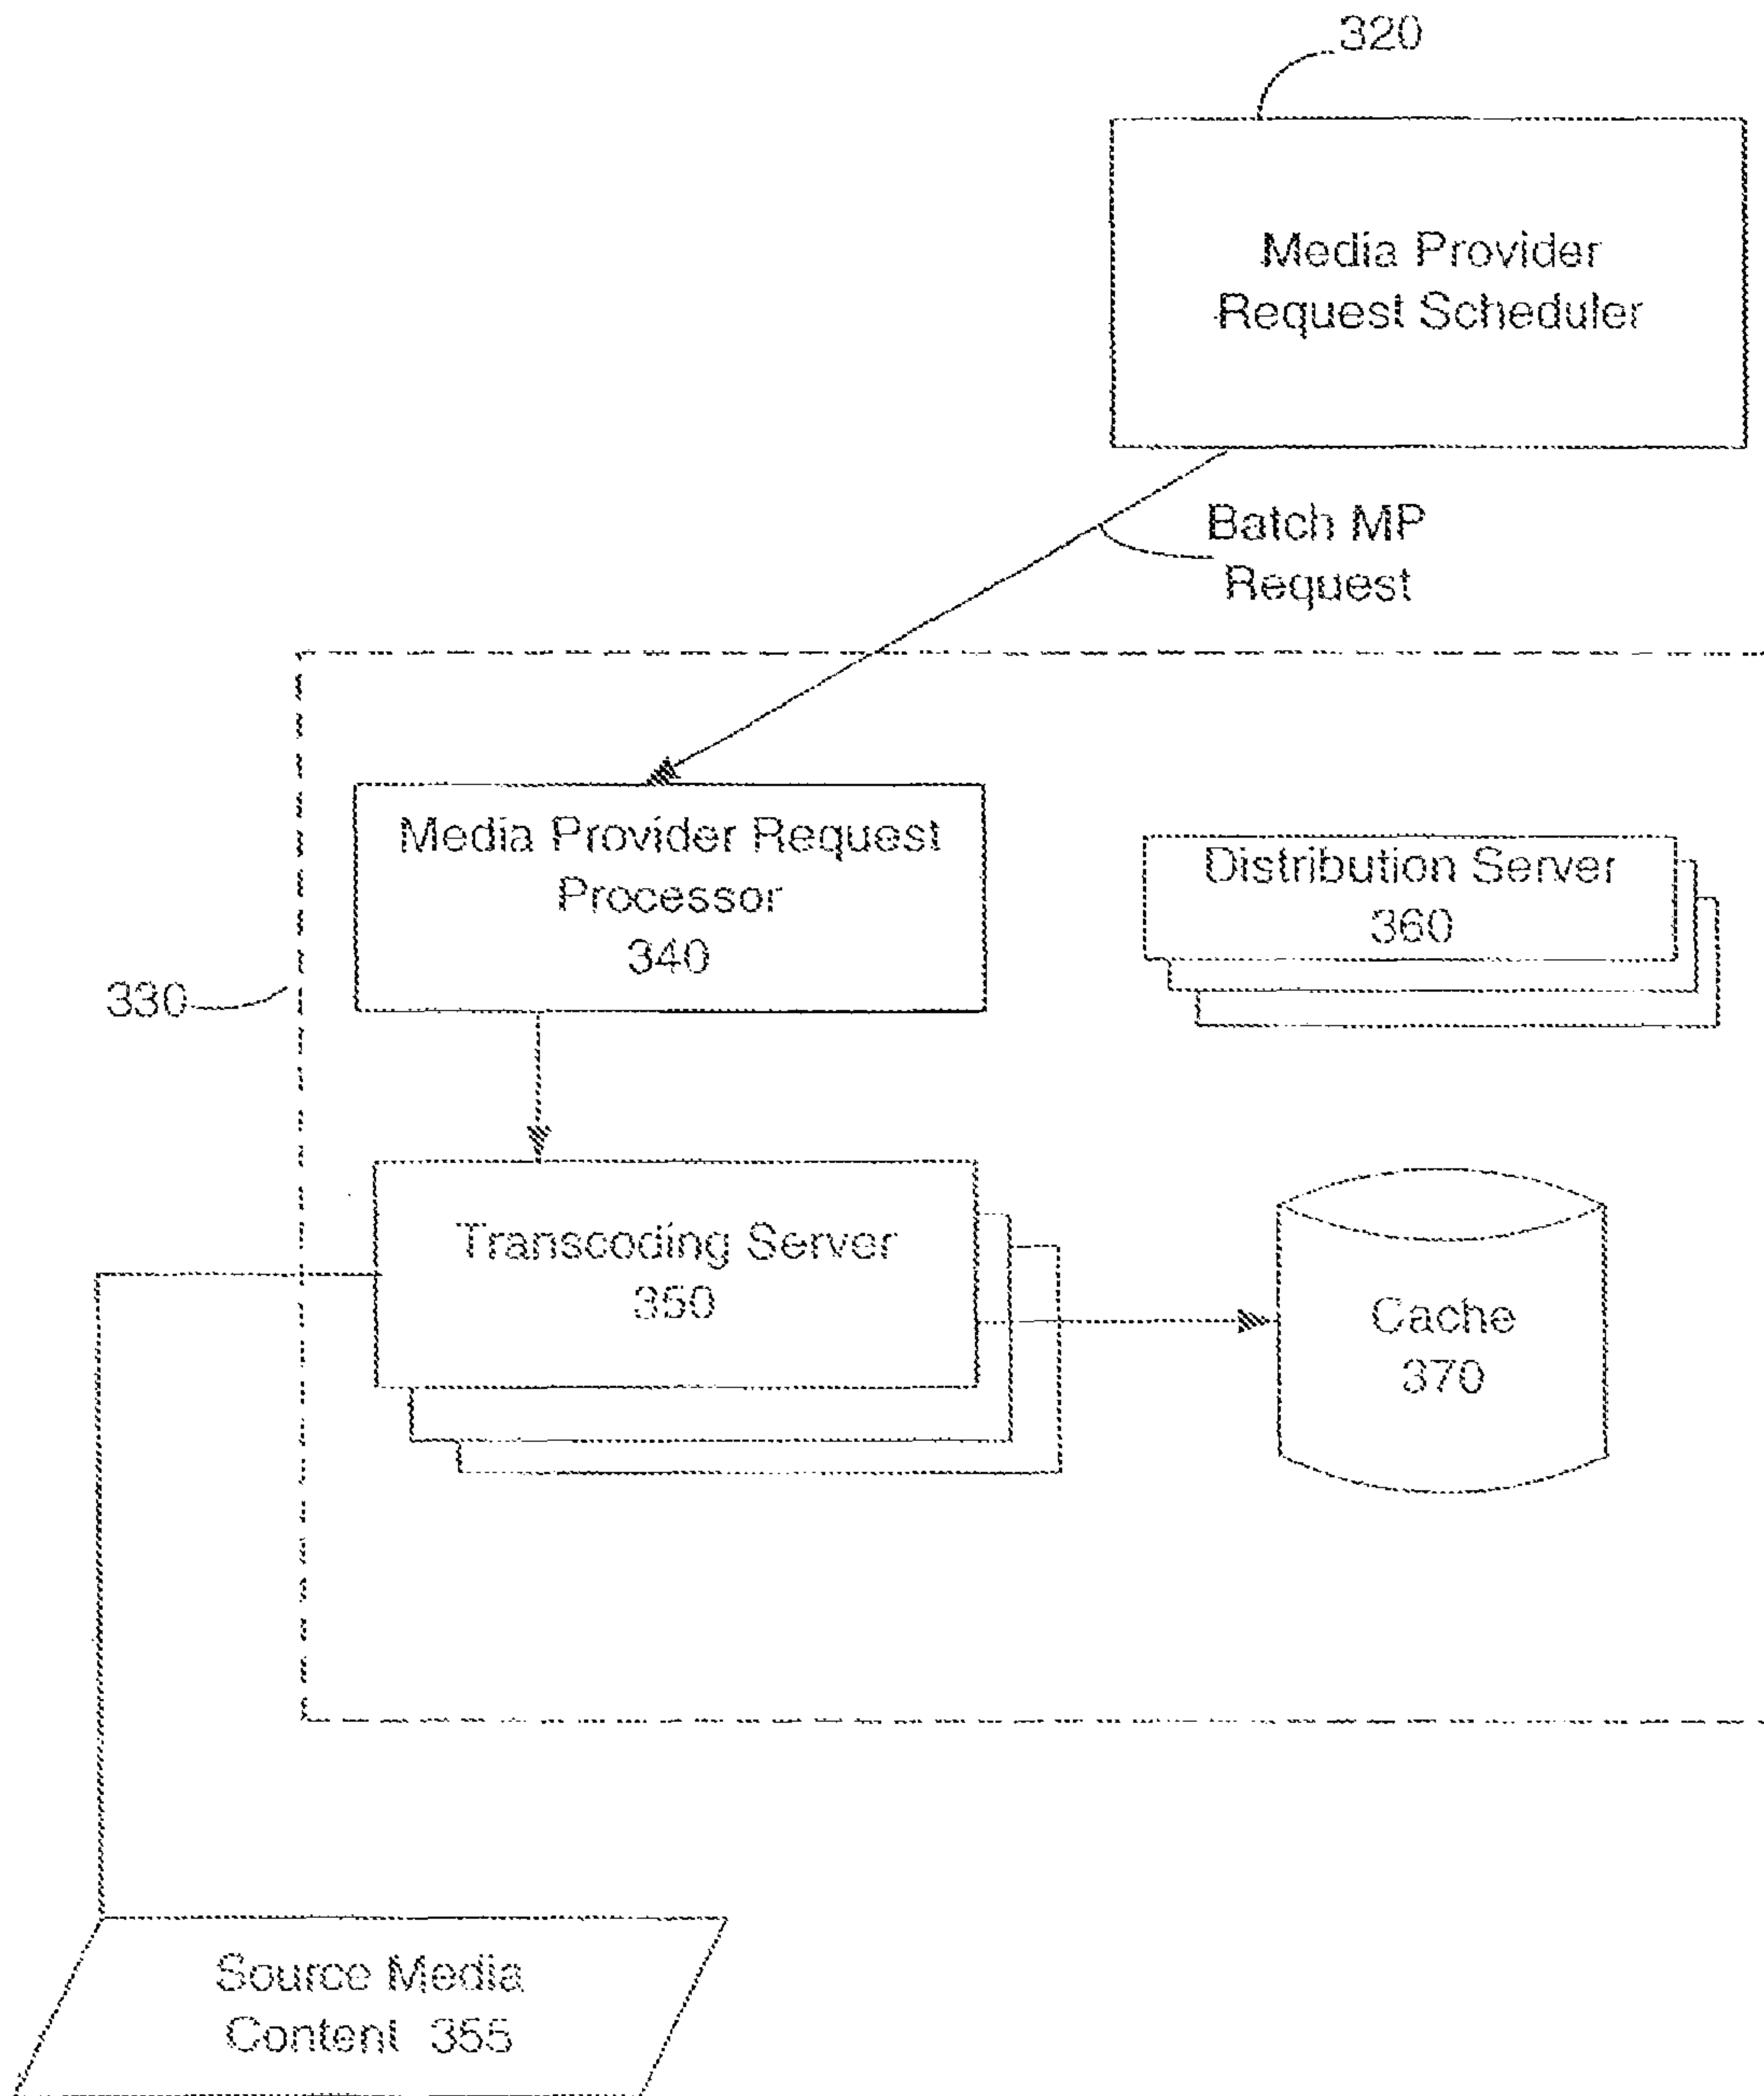 320
Media Provider
Request Scheduler
Batch MP
Request
Media Provider Request
Processor
340
Distribution Server
360
330
Transcoding Server
350
Cache
370
Source Media
Content 355